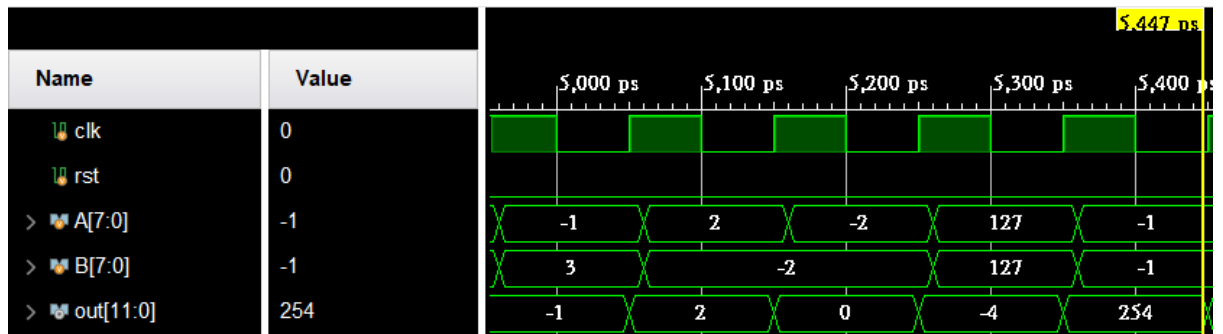 5,447 ps
Name Value
5,000 ps 5,100 ps 5,200 ps 5,300 ps 5,400 ps
clk 0
rst 0
A[7:0] -1 -1 2 -2 127 -1
B[7:0] -1 3 -2 127 -1
out[11:0] 254 -1 2 0 -4 254